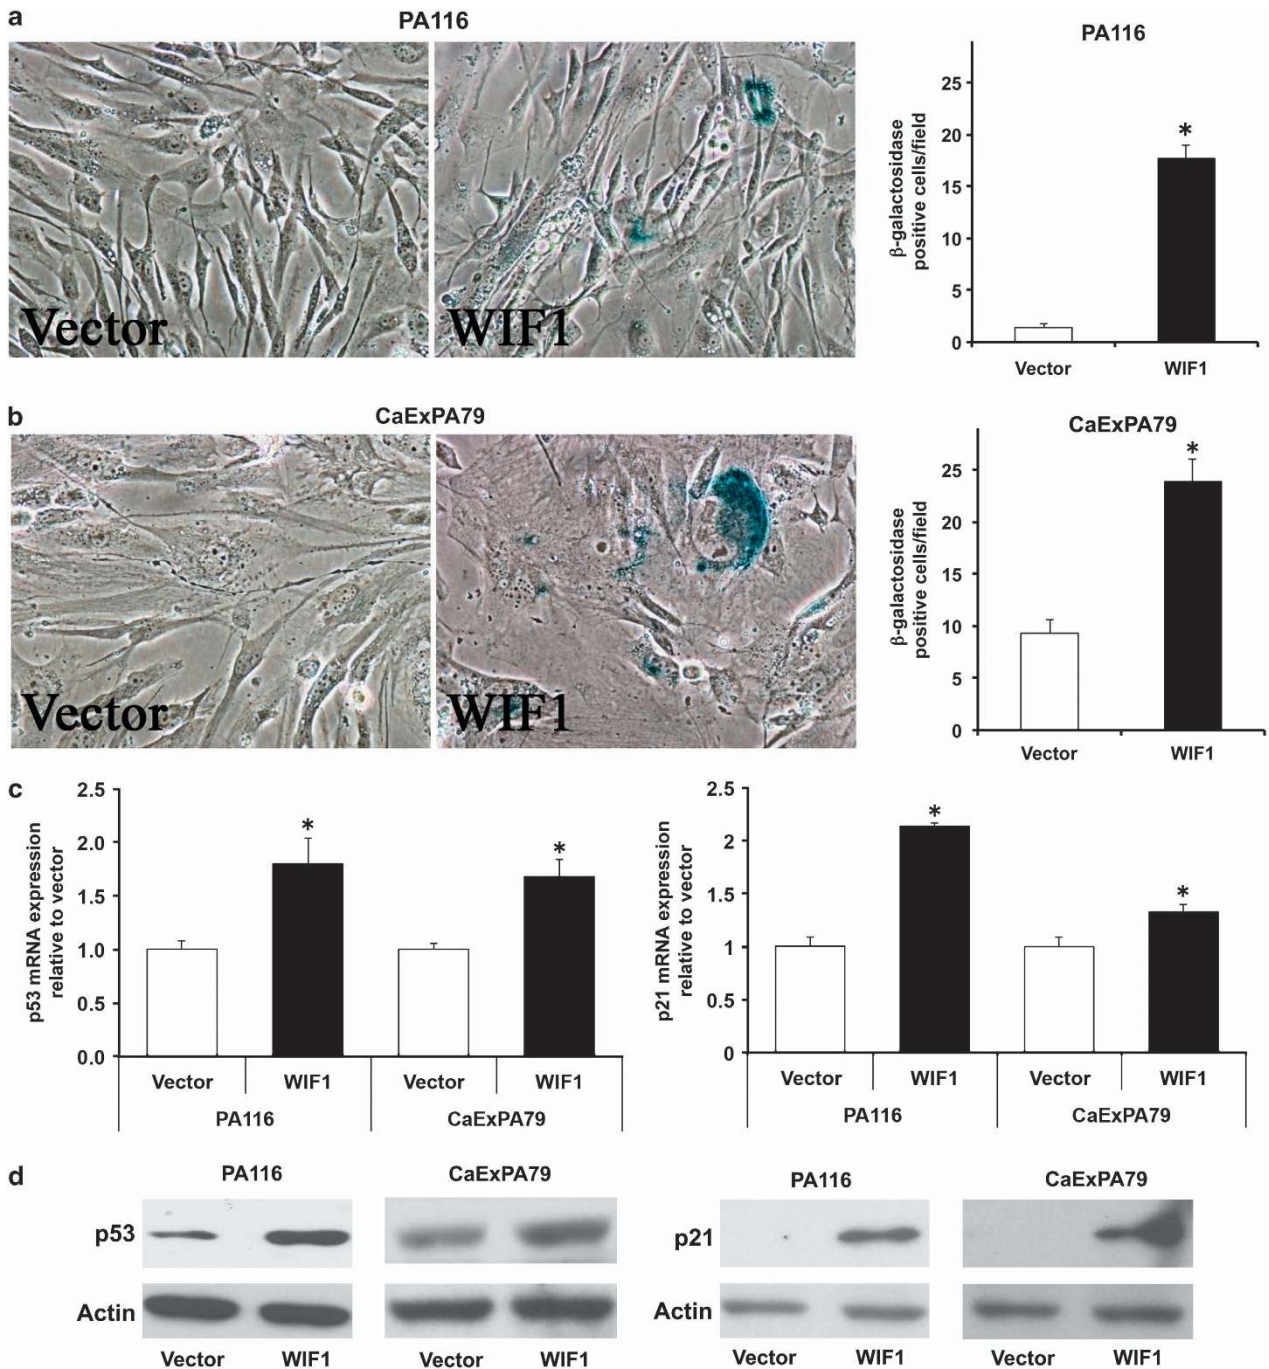 a
PA116
Vector
WIF1
PA116
β-galactosidase
positive cells/field
25
20
15
10
5
0
*
Vector WIF1
b
CaExPA79
Vector
WIF1
CaExPA79
β-galactosidase
positive cells/field
25
20
15
10
5
0
*
Vector WIF1
c
p53 mRNA expression
relative to vector
2.5
2.0
1.5
1.0
0.5
0.0
*
*
Vector WIF1 Vector WIF1
PA116 CaExPA79
p21 mRNA expression
relative to vector
2.5
2
1.5
1
0.5
0
*
*
Vector WIF1 Vector WIF1
PA116 CaExPA79
d
PA116 CaExPA79
p53
Actin
Vector WIF1 Vector WIF1
PA116 CaExPA79
p21
Actin
Vector WIF1 Vector WIF1